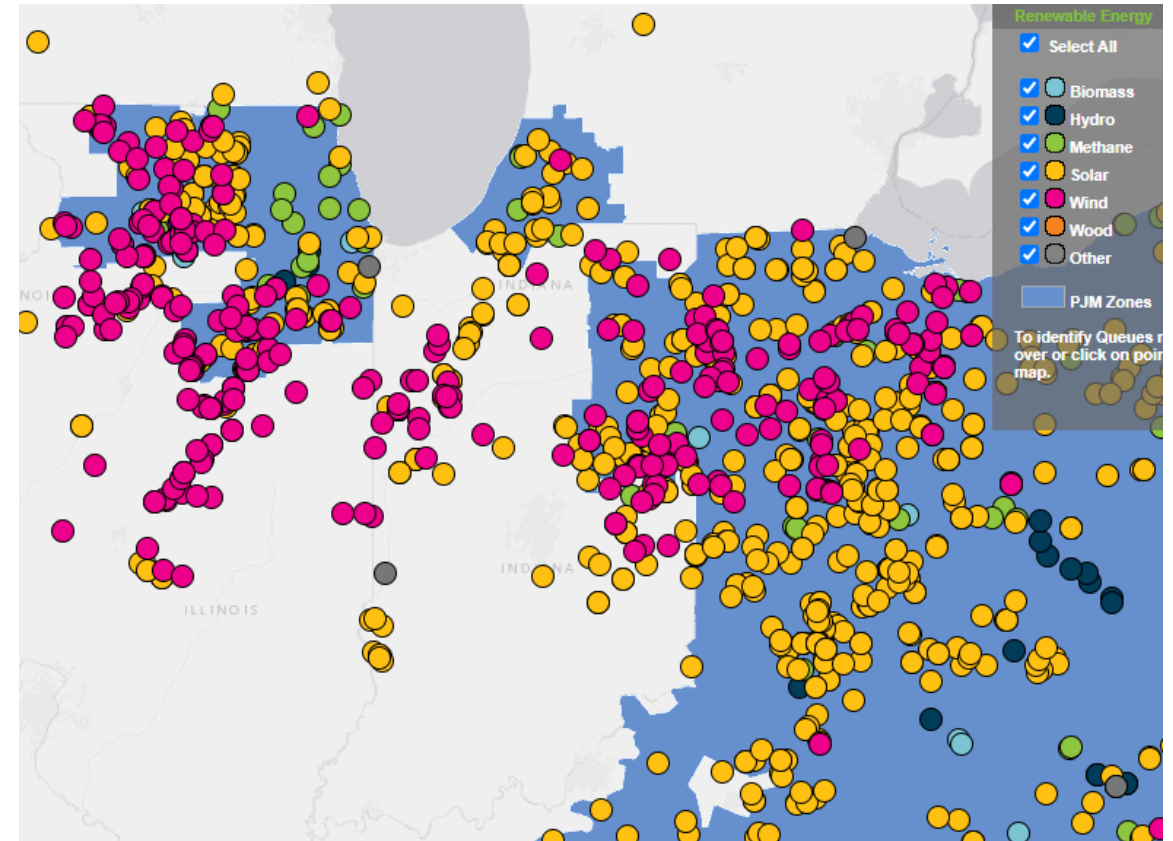 Renewable Energy
Select All
Biomass
Hydro
Methane
Solar
Wind
Wood
Other
PJM Zones
To identify Queues
over or click on
map.
NOI
INDIANA
INDIANA
ILLINOIS